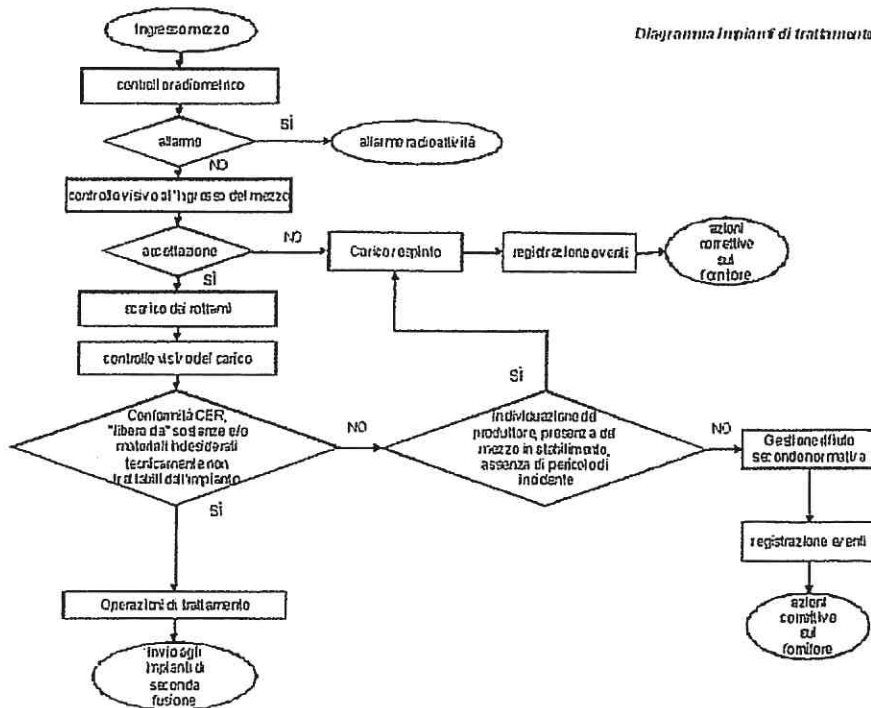 Diagramma Impianti di trattamento
Ingresso mezzo
controllo radiometrico
allarme
SÌ
allarme radioattività
NO
controllo visivo all'ingresso del mezzo
accettazione
NO
Carico respinto
registrazione eventi
azioni
correttive
sul
fornitore
SÌ
scarico dei rottami
controllo visivo del carico
SÌ
Conformità CER,
"libera da" sostanze e/o
materiali indesiderati
tecnicamente non
trattabili dall'impianto
NO
Individuazione del
produttore, presenza del
mezzo in stabilimento,
assenza di pericolo di
incidente
NO
Gestione rifiuto
secondo normativa
SÌ
registrazione eventi
Operazioni di trattamento
azioni
correttive
sul
fornitore
Invio agli
impianti di
seconda
fusione